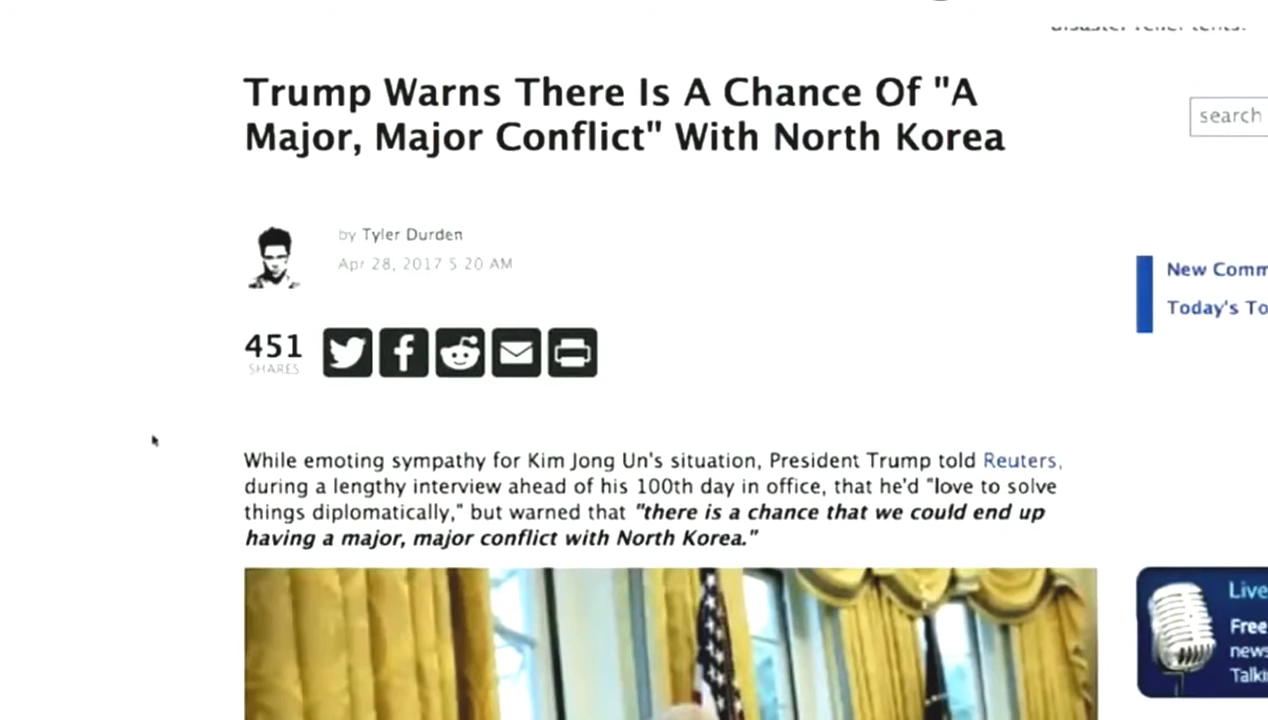 Trump Warns There Is A Chance Of "A
Major, Major Conflict" With North Korea
search
by Tyler Durden
Apr 28, 2017 5 20 AM
New Comm
Today's To
451
SHARES
While emoting sympathy for Kim Jong Un's situation, President Trump told Reuters,
during a lengthy interview ahead of his 100th day in office, that he'd "love to solve
things diplomatically," but warned that "there is a chance that we could end up
having a major, major conflict with North Korea."
Live
Free
news
Talki